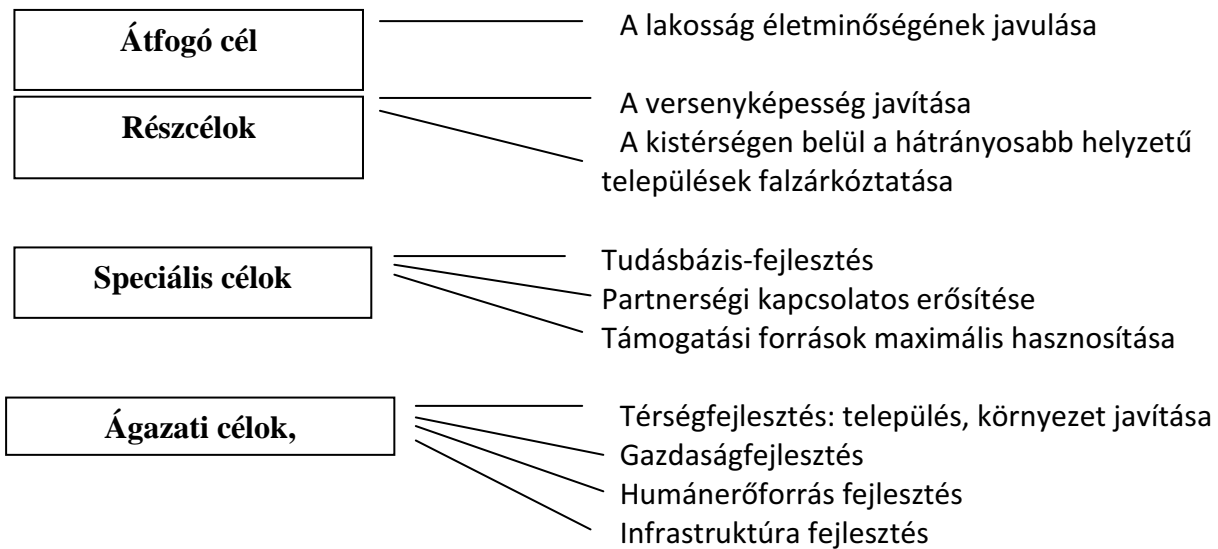 Átfogó cél
A lakosság életminőségének javulása
Részcélok
A versenyképesség javítása
A kistérségen belül a hátrányosabb helyzetű
települések falzárkóztatása
Speciális célok
Tudásbázis-fejlesztés
Partnerségi kapcsolatos erősítése
Támogatási források maximális hasznosítása
Ágazati célok,
Térségfejlesztés: település, környezet javítása
Gazdaságfejlesztés
Humánerőforrás fejlesztés
Infrastruktúra fejlesztés